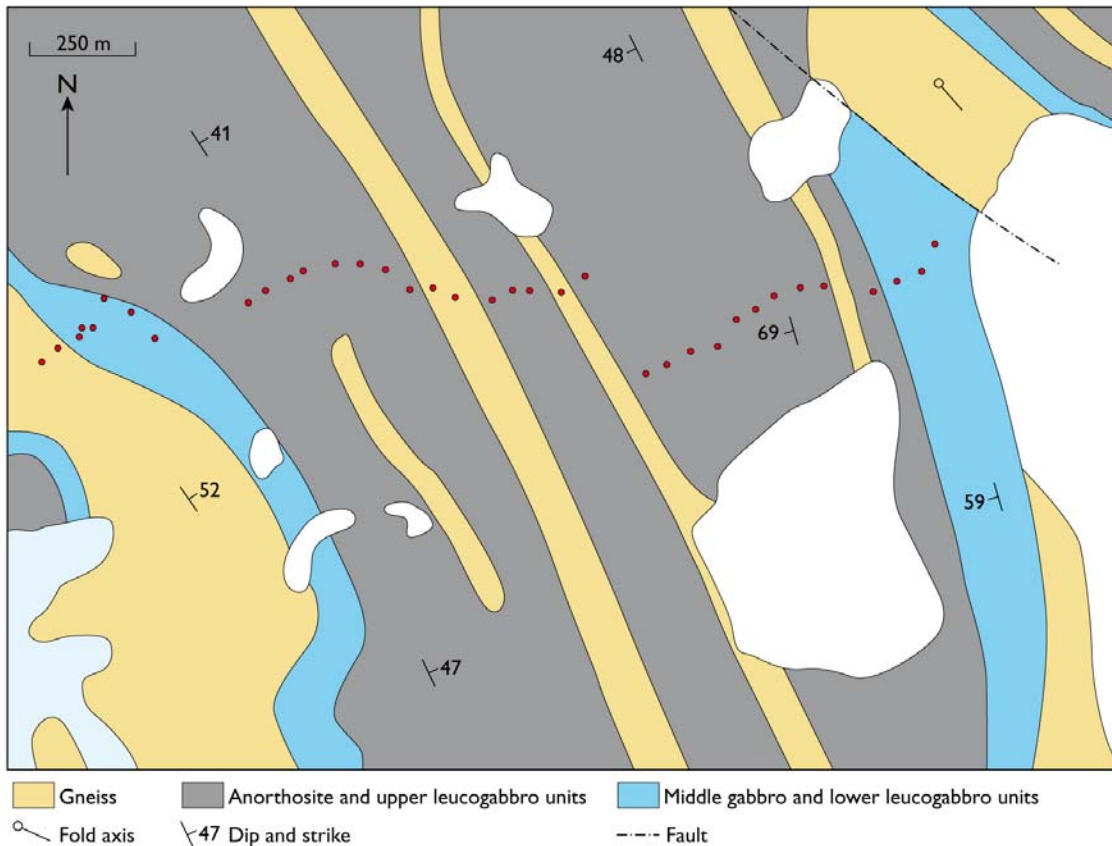 250 m
N
48
41
69
52
59
47
Gneiss
Anorthosite and upper leucogabbro units
Middle gabbro and lower leucogabbro units
Fold axis
47 Dip and strike
Fault